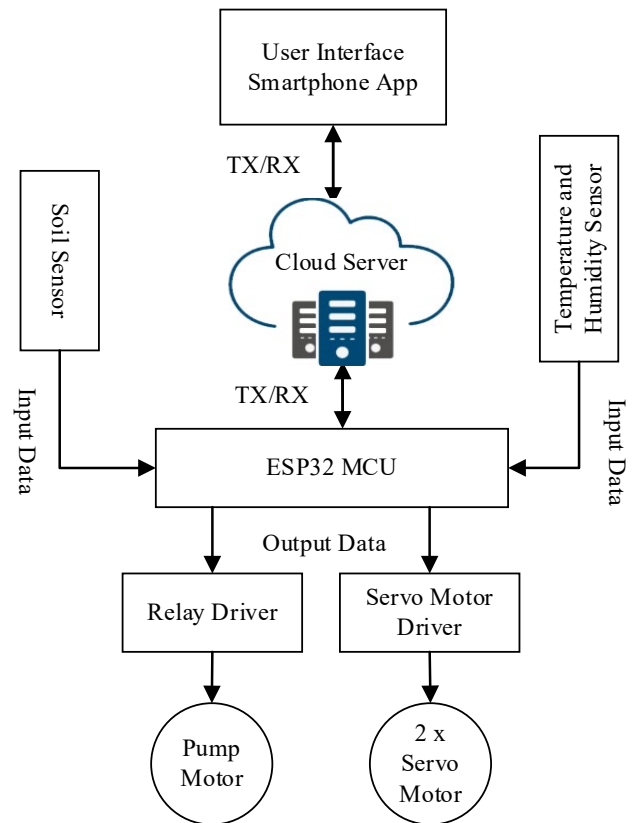 User Interface
Smartphone App
TX/RX
Soil Sensor
Temperature and
Humidity Sensor
Cloud Server
TX/RX
Input Data
Input Data
ESP32 MCU
Output Data
Relay Driver
Servo Motor
Driver
Pump
Motor
2 x
Servo
Motor